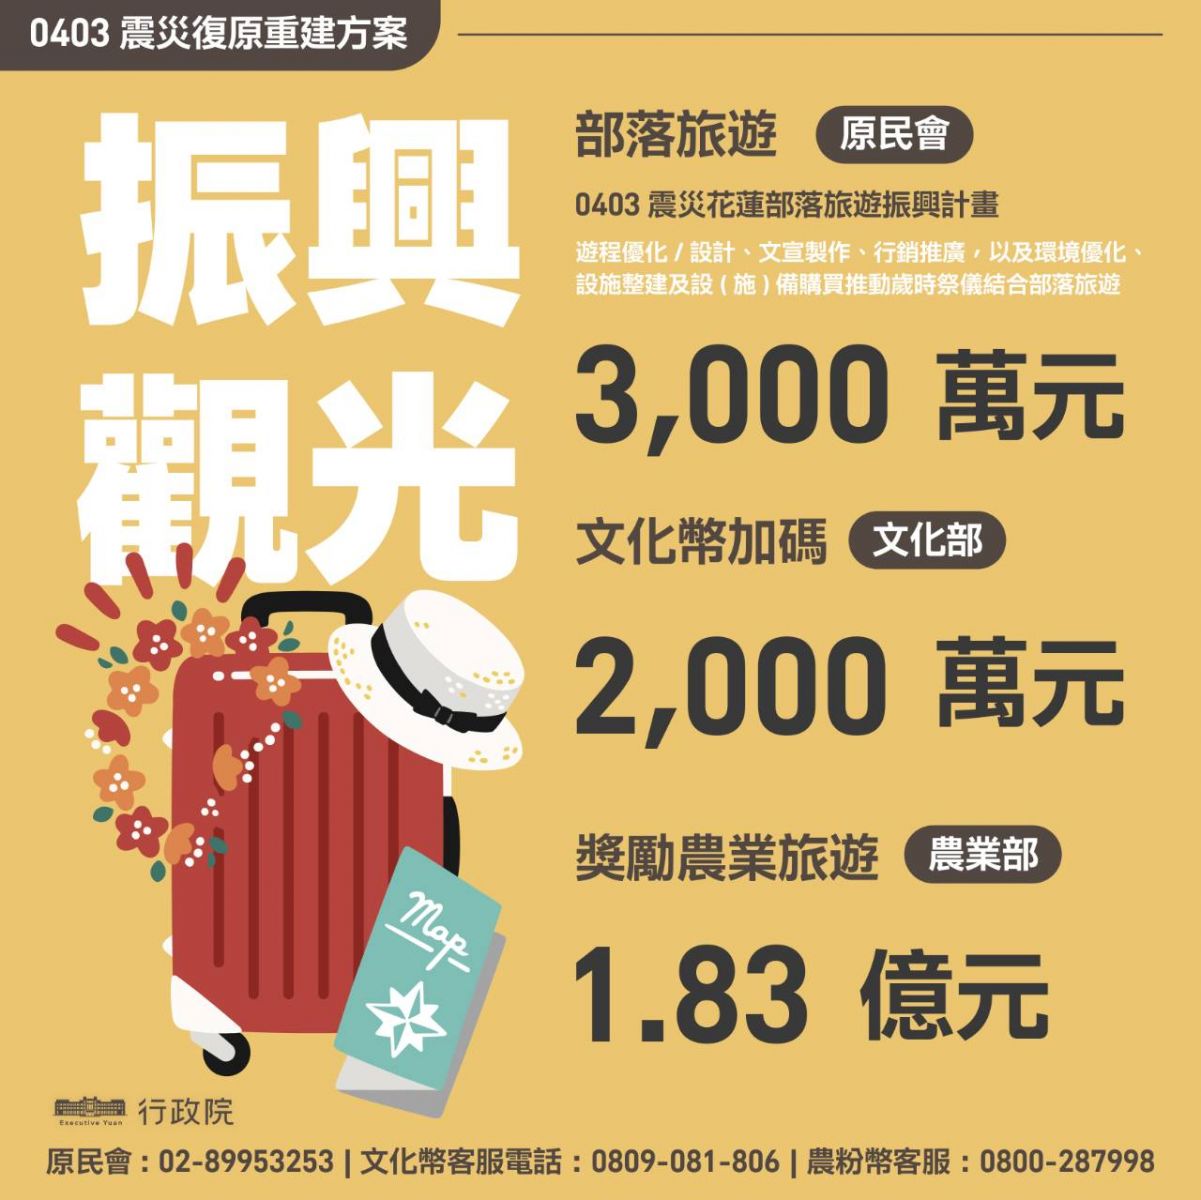 0403 震災復原重建方案
振興
觀光
部落旅遊 原民會
0403 震災花蓮部落旅遊振興計畫
遊程優化 / 設計、文宣製作、行銷推廣，以及環境優化、
設施整建及設 ( 施 ) 備購買推動歲時祭儀結合部落旅遊
3,000 萬元
文化幣加碼 文化部
2,000 萬元
獎勵農業旅遊 農業部
1.83 億元
Map
行政院
Executive Yuan
原民會：02-89953253 | 文化幣客服電話：0809-081-806 | 農粉幣客服：0800-287998